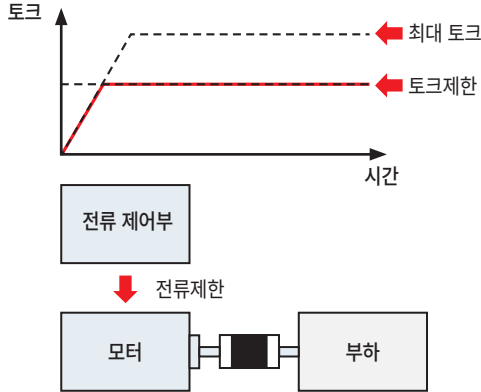 토크
최대 토크
토크제한
시간
전류 제어부
전류제한
모터
부하